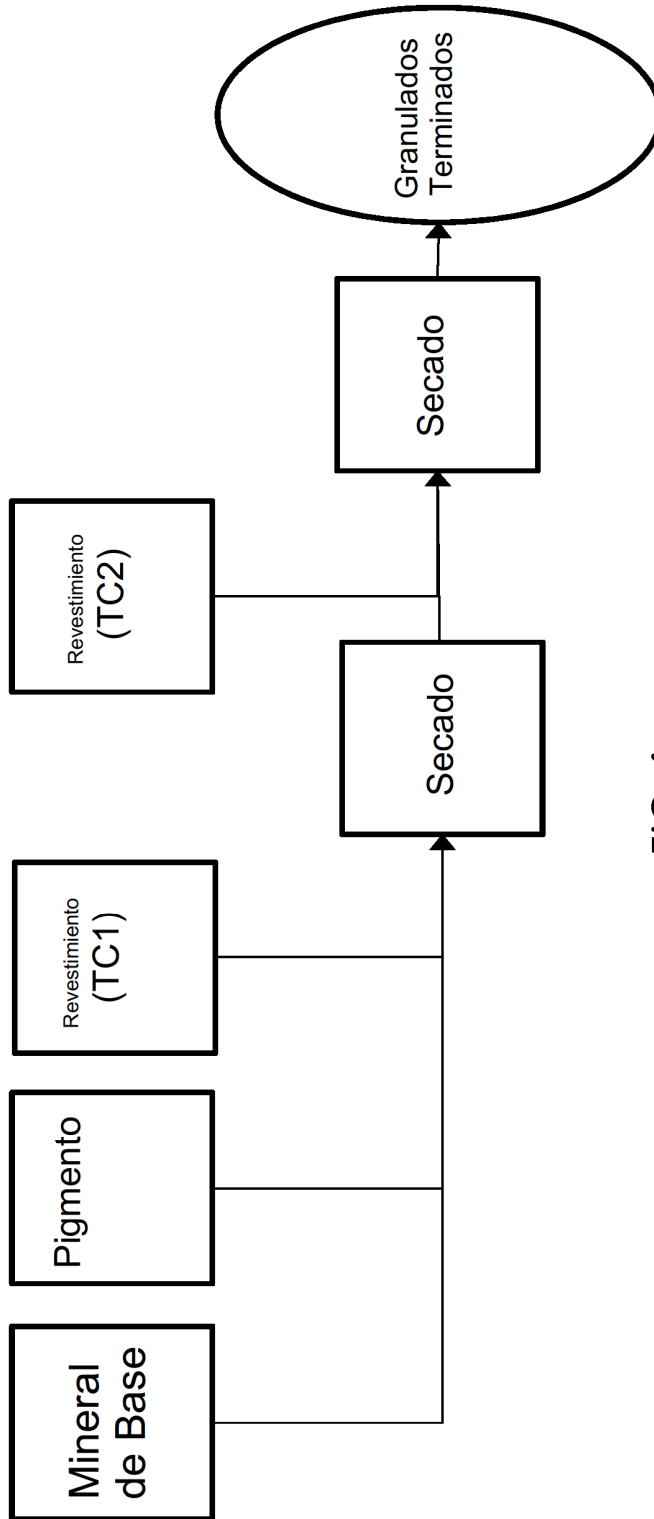 Mineral
de Base
Pigmento
Revestimiento
(TC1)
Secado
Revestimiento
(TC2)
Secado
Granulados
Terminados